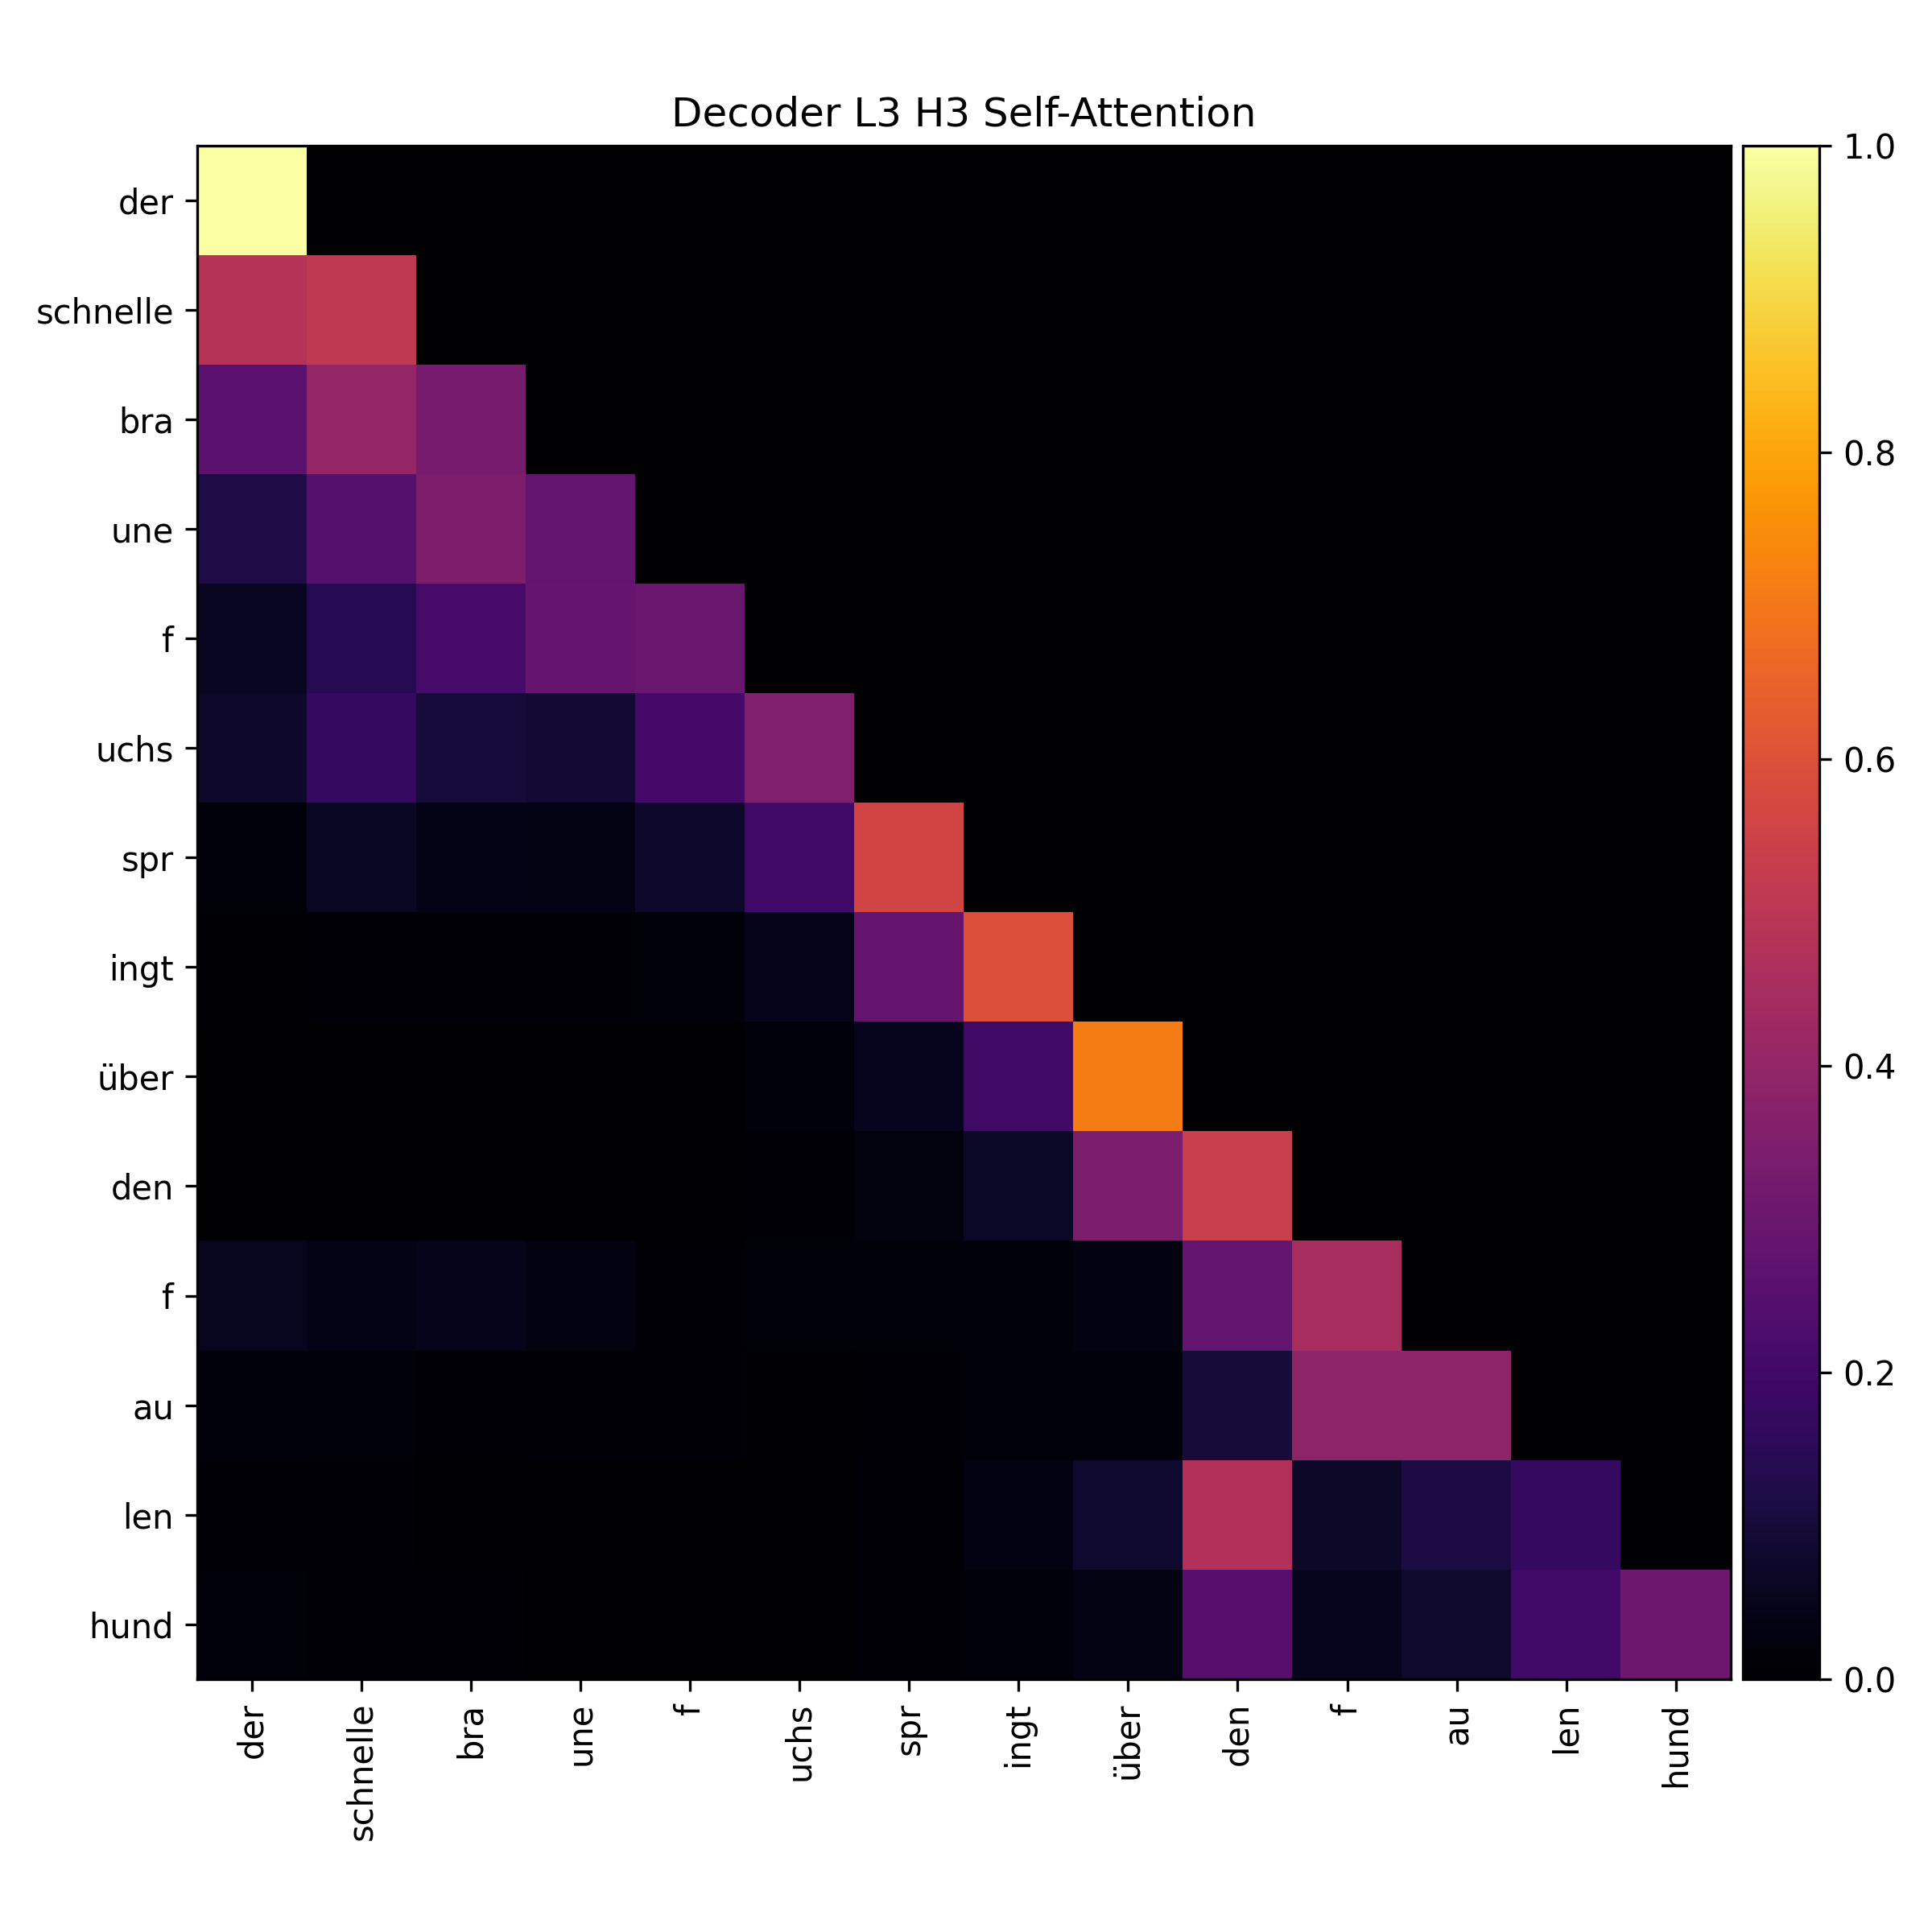 Decoder L3 H3 Self-Attention
der
schnelle
bra
une
f
uchs
spr
ingt
über
den
f
au
len
hund
der
schnelle
bra
une
f
uchs
spr
ingt
über
den
f
au
len
hund
1.0
0.8
0.6
0.4
0.2
0.0